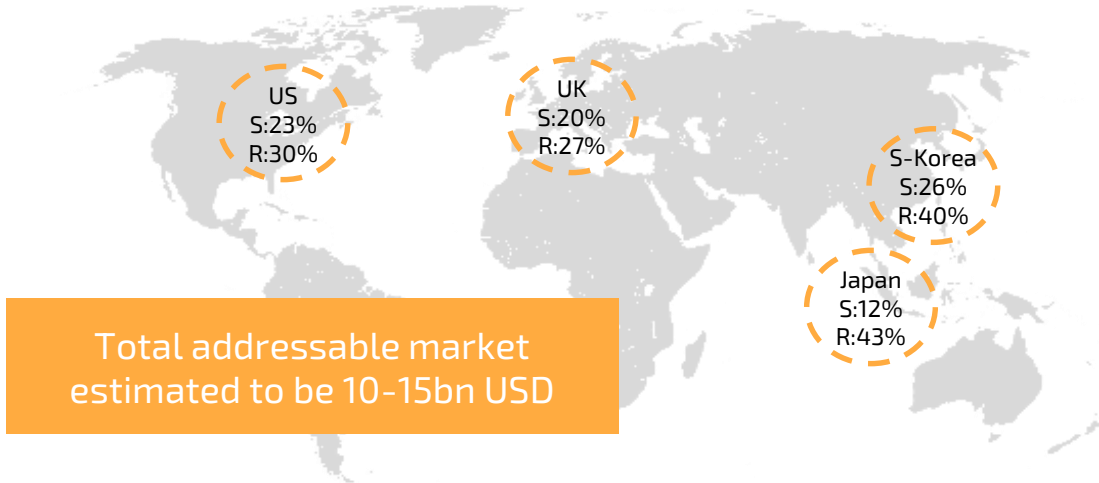 US
S:23%
R:30%
UK
S:20%
R:27%
S-Korea
S:26%
R:40%
Japan
S:12%
R:43%
Total addressable market
estimated to be 10-15bn USD